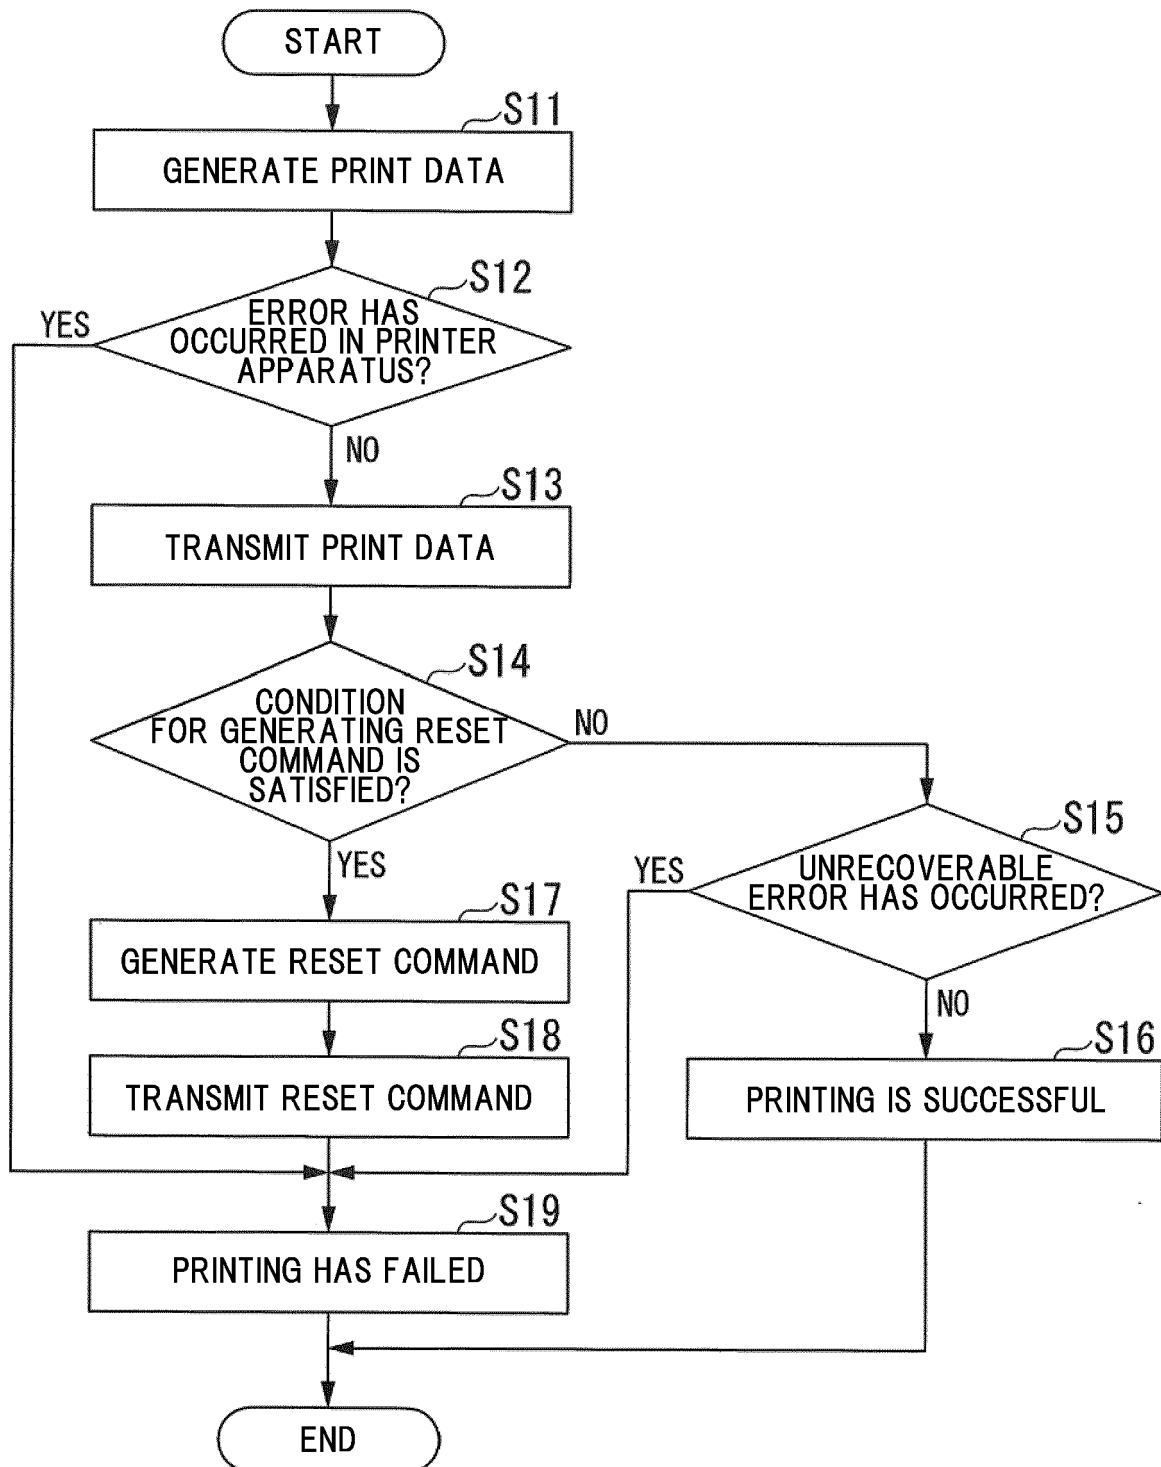 START
S11
GENERATE PRINT DATA
S12
ERROR HAS
OCCURRED IN PRINTER
APPARATUS?
YES
NO
S13
TRANSMIT PRINT DATA
S14
CONDITION
FOR GENERATING RESET
COMMAND IS
SATISFIED?
NO
YES
S15
UNRECOVERABLE
ERROR HAS OCCURRED?
YES
NO
S17
GENERATE RESET COMMAND
S18
TRANSMIT RESET COMMAND
S16
PRINTING IS SUCCESSFUL
S19
PRINTING HAS FAILED
END